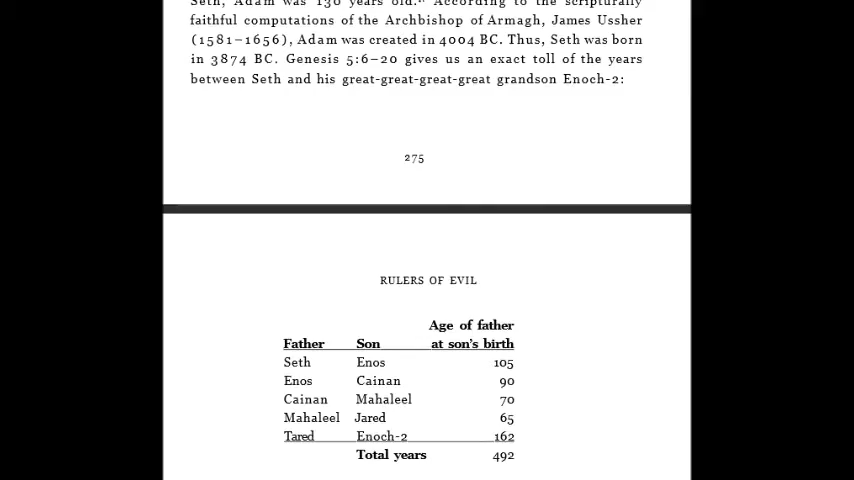 Seth, Adam was 130 years old. According to the scripturally
faithful computations of the Archbishop of Armagh, James Ussher
(1581–1656), Adam was created in 4004 BC. Thus, Seth was born
in 3874 BC. Genesis 5:6–20 gives us an exact toll of the years
between Seth and his great-great-great-great grandson Enoch-2:
275
RULERS OF EVIL
Age of father
Father Son at son's birth
Seth Enos 105
Enos Cainan 90
Cainan Mahaleel 70
Mahaleel Jared 65
Tared Enoch-2 162
Total years 492